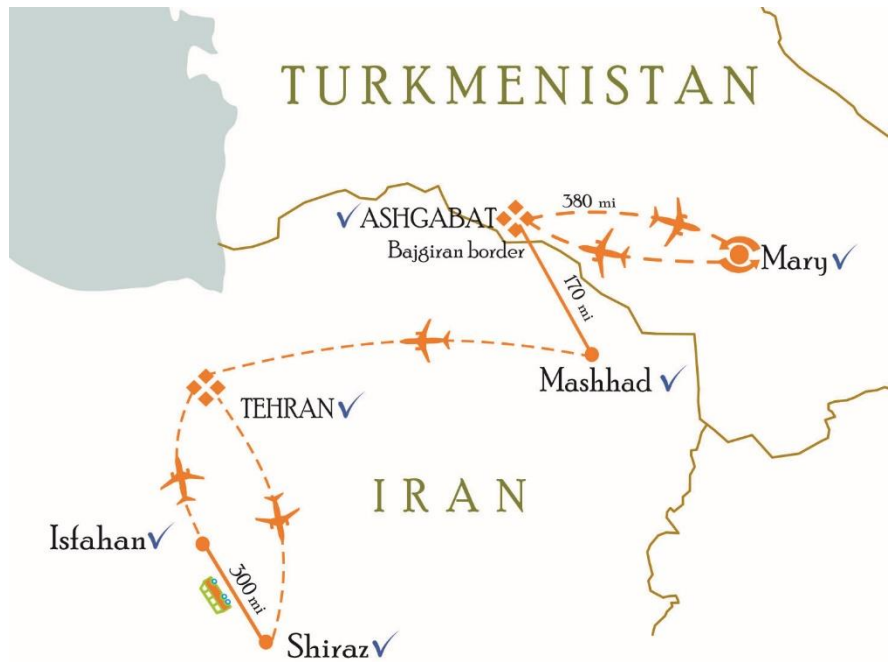 TURKMENISTAN
380 mi
ASHGABAT
Bajgiran border
Mary
170 mi
Mashhad
TEHRAN
IRAN
Isfahan
300 mi
Shiraz